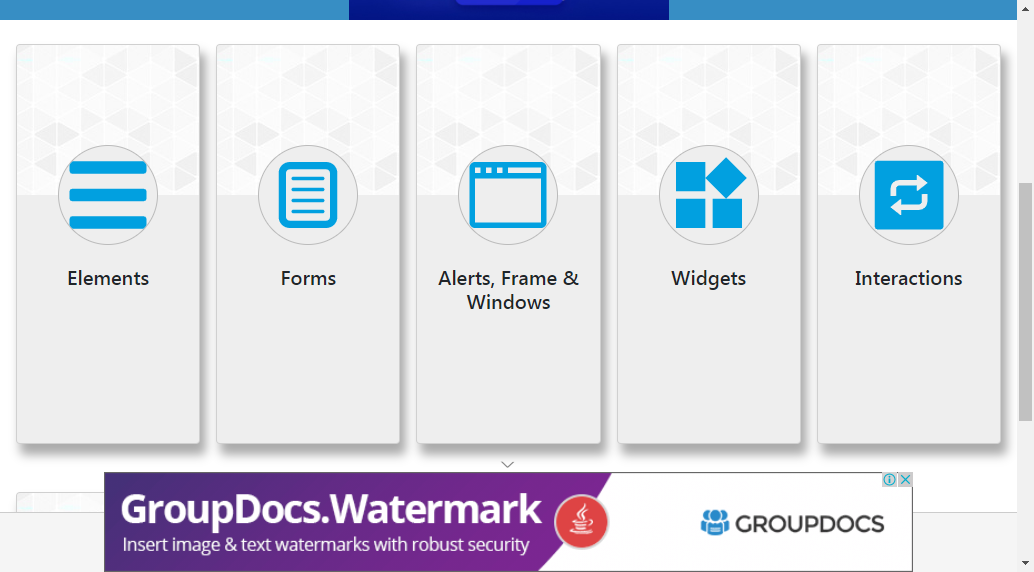 Elements
Forms
Alerts, Frame &
Windows
Widgets
Interactions
GroupDocs.Watermark
Insert image & text watermarks with robust security
GROUPDOCS